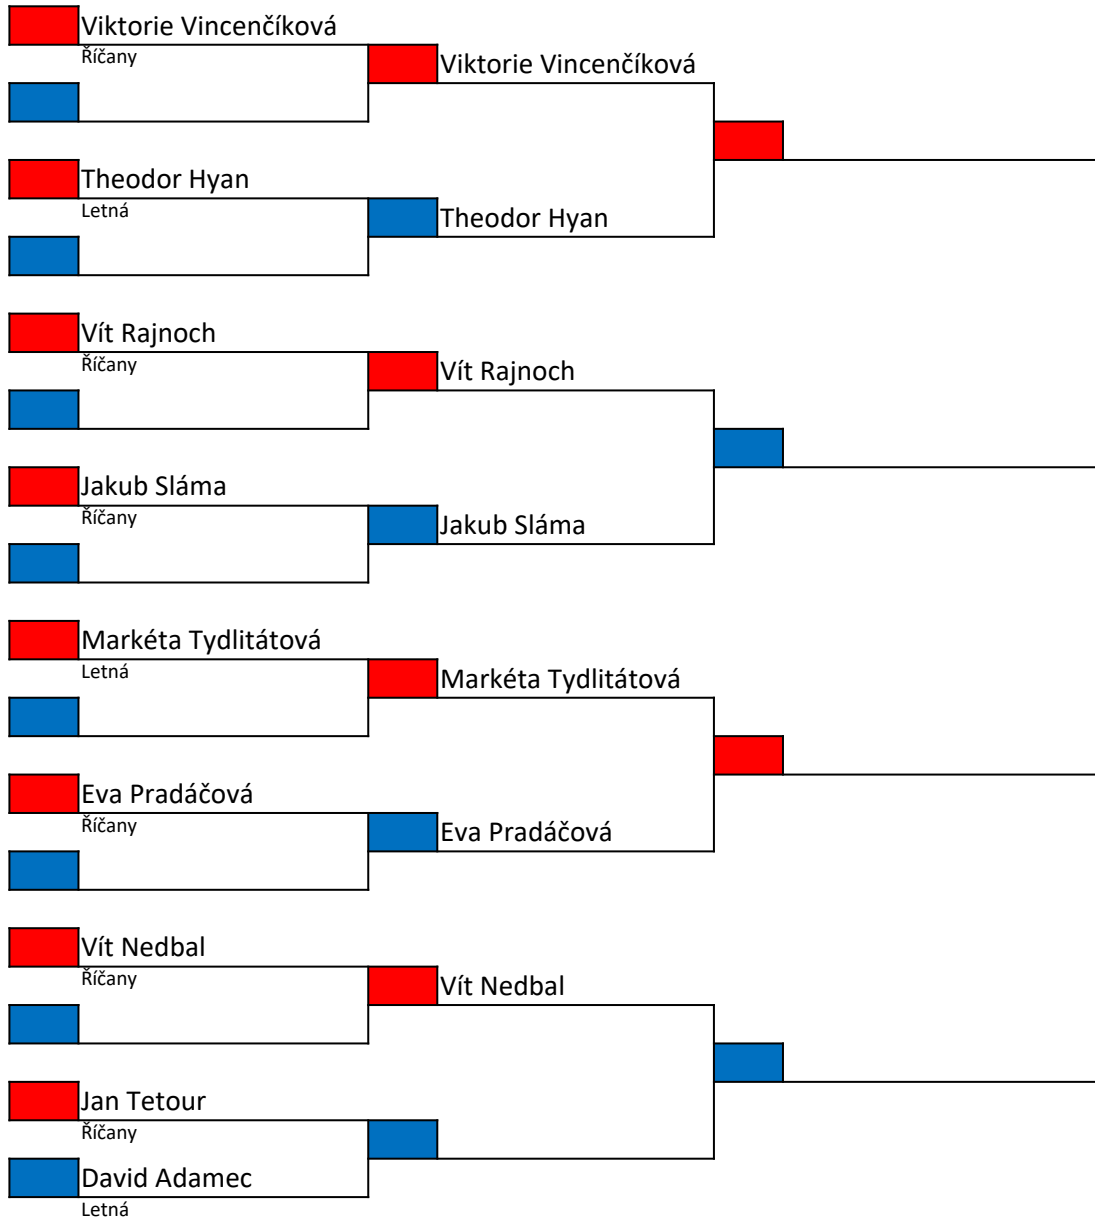 Viktorie Vincenčíková
Říčany
Viktorie Vincenčíková
Theodor Hyan
Letná
Theodor Hyan
Vít Rajnoch
Říčany
Vít Rajnoch
Jakub Sláma
Říčany
Jakub Sláma
Markéta Tydlitátová
Letná
Markéta Tydlitátová
Eva Pradáčová
Říčany
Eva Pradáčová
Vít Nedbal
Říčany
Vít Nedbal
Jan Tetour
Říčany
David Adamec
Letná